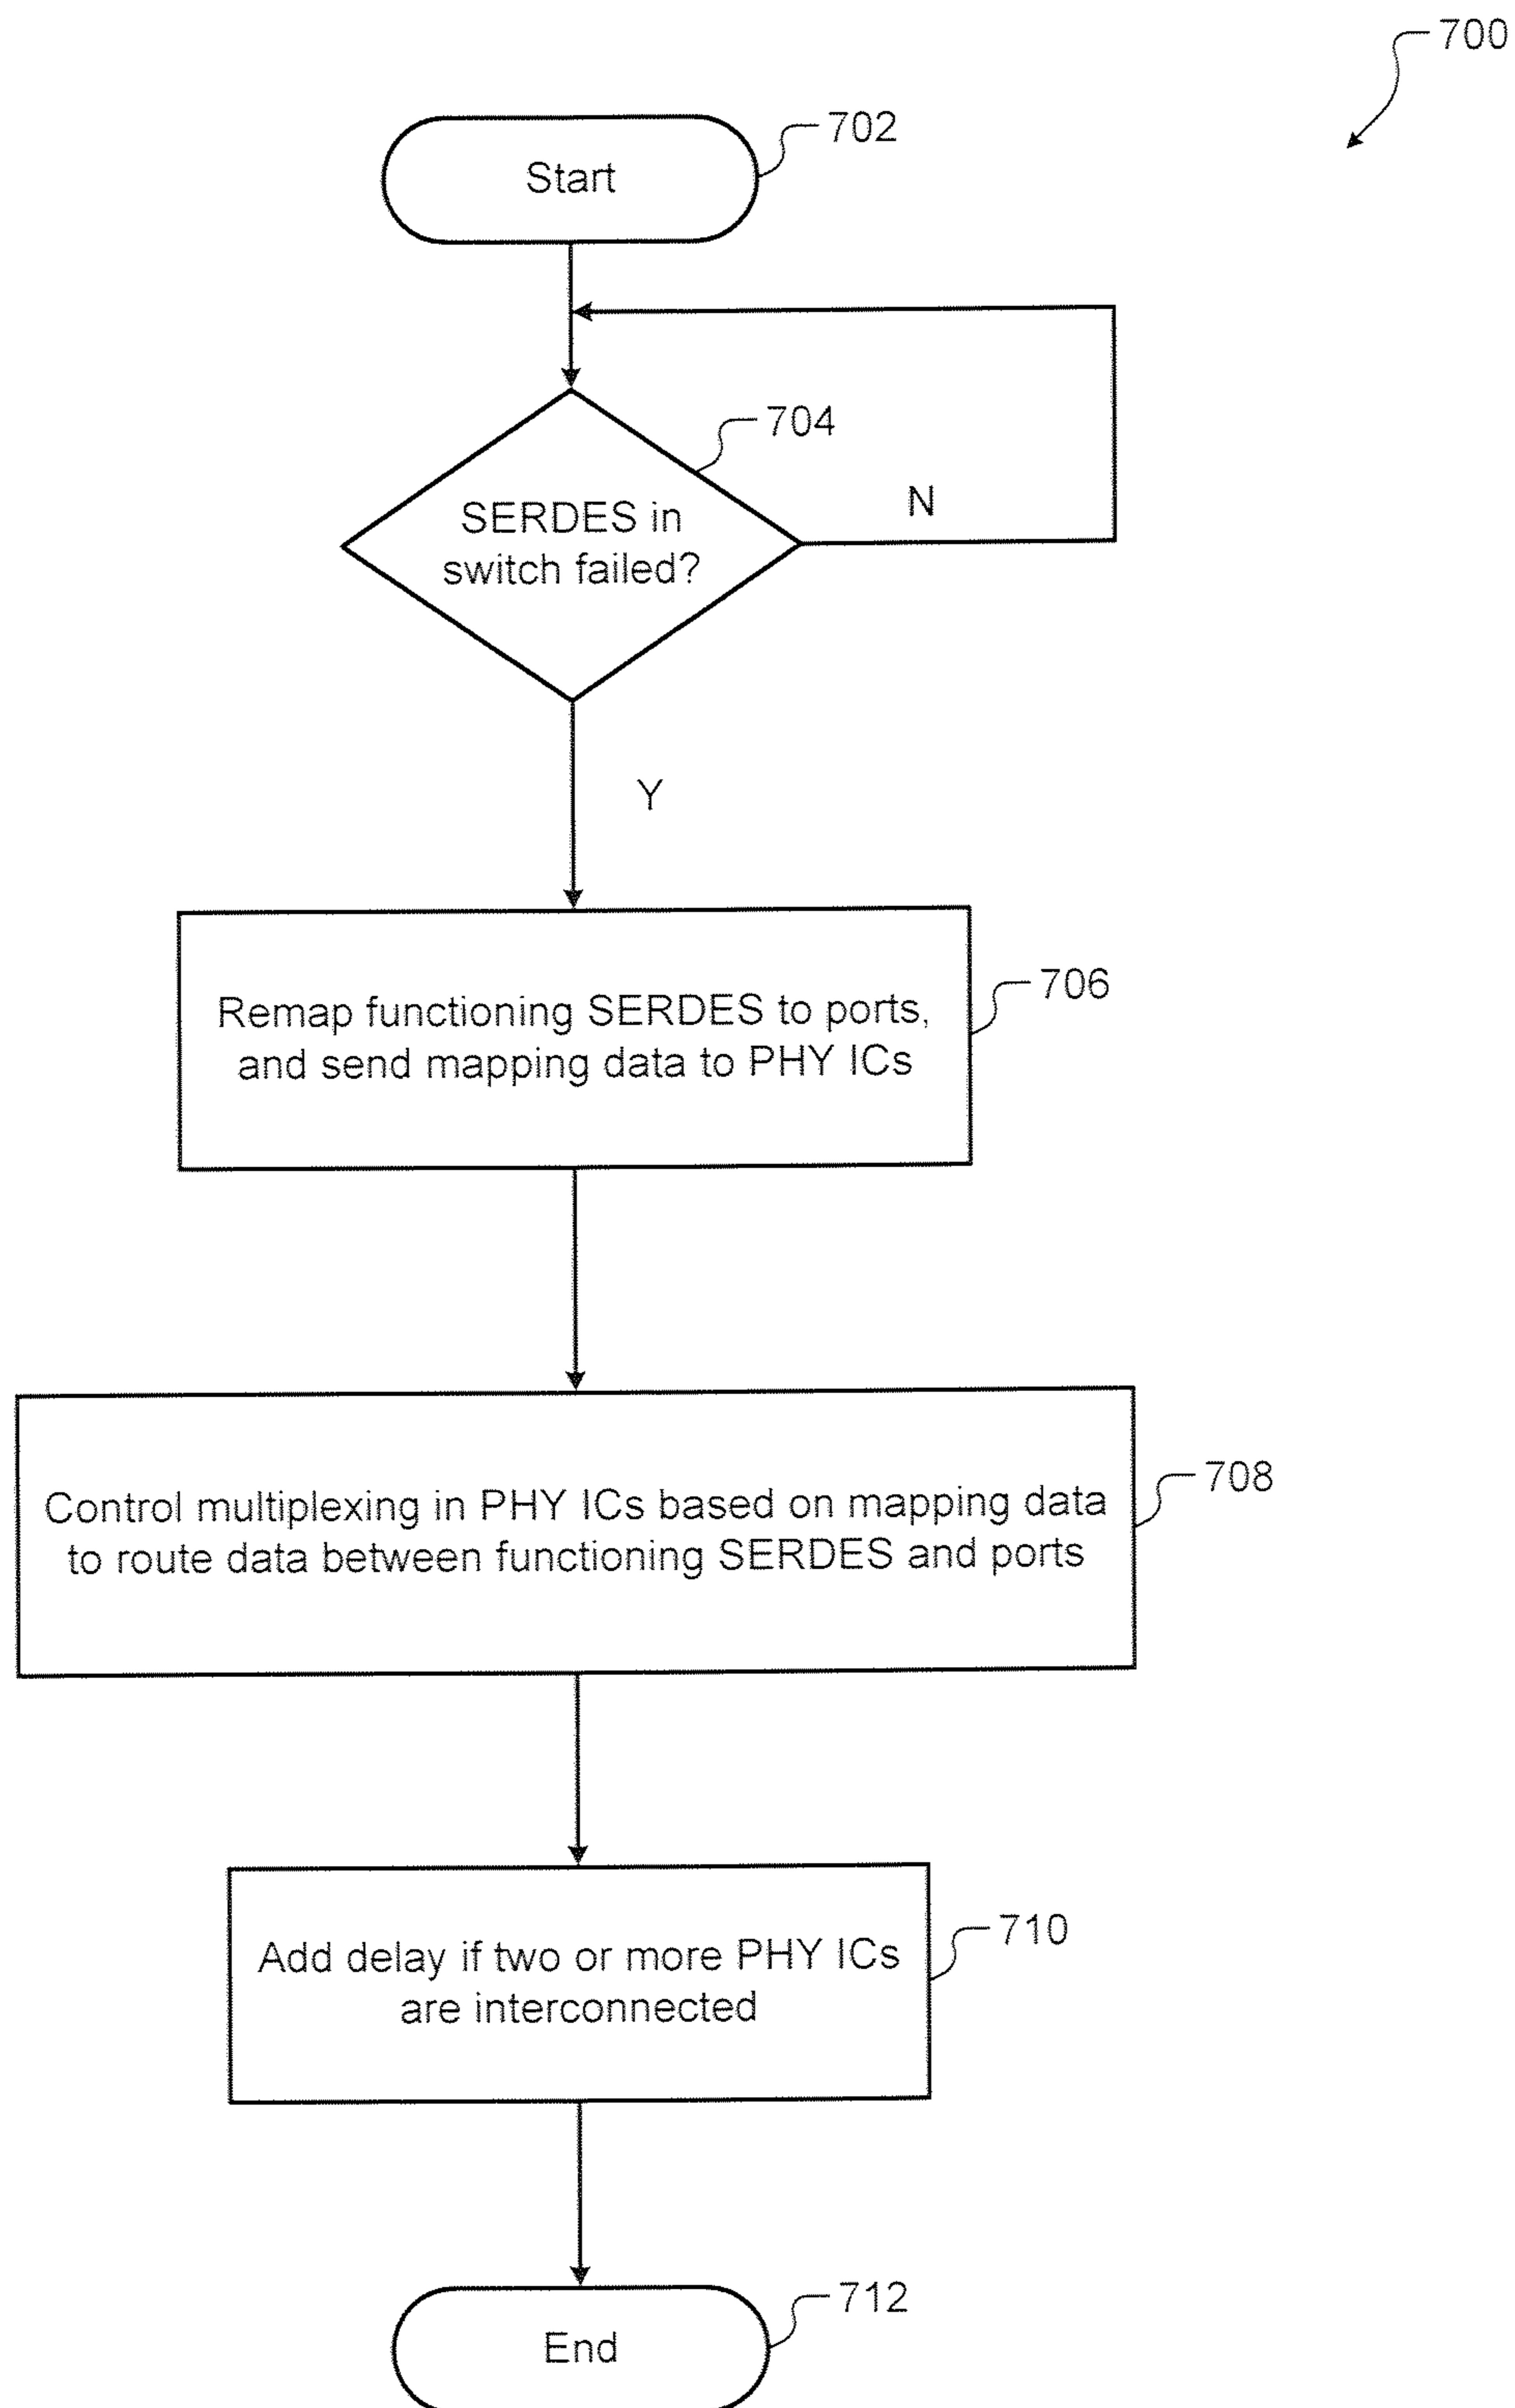 700
702
Start
704
SERDES in
switch failed?
N
Y
706
Remap functioning SERDES to ports,
and send mapping data to PHY ICs
708
Control multiplexing in PHY ICs based on mapping data
to route data between functioning SERDES and ports
710
Add delay if two or more PHY ICs
are interconnected
712
End